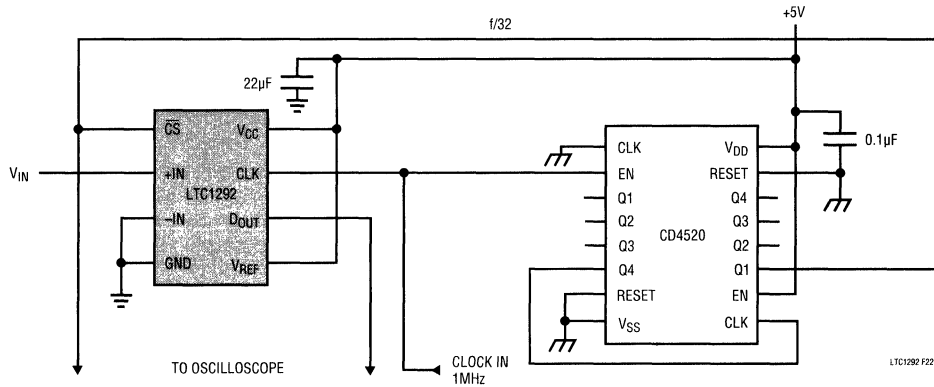 +5V
f/32
22µF
C̅S̅
VCC
VIN
+IN
CLK
LTC1292
–IN
DOUT
GND
VREF
CLK
VDD
0.1µF
EN
RESET
Q1
Q4
Q2
Q3
CD4520
Q3
Q2
Q4
Q1
RESET
EN
VSS
CLK
TO OSCILLOSCOPE
CLOCK IN
1MHz
LTC1292 F22